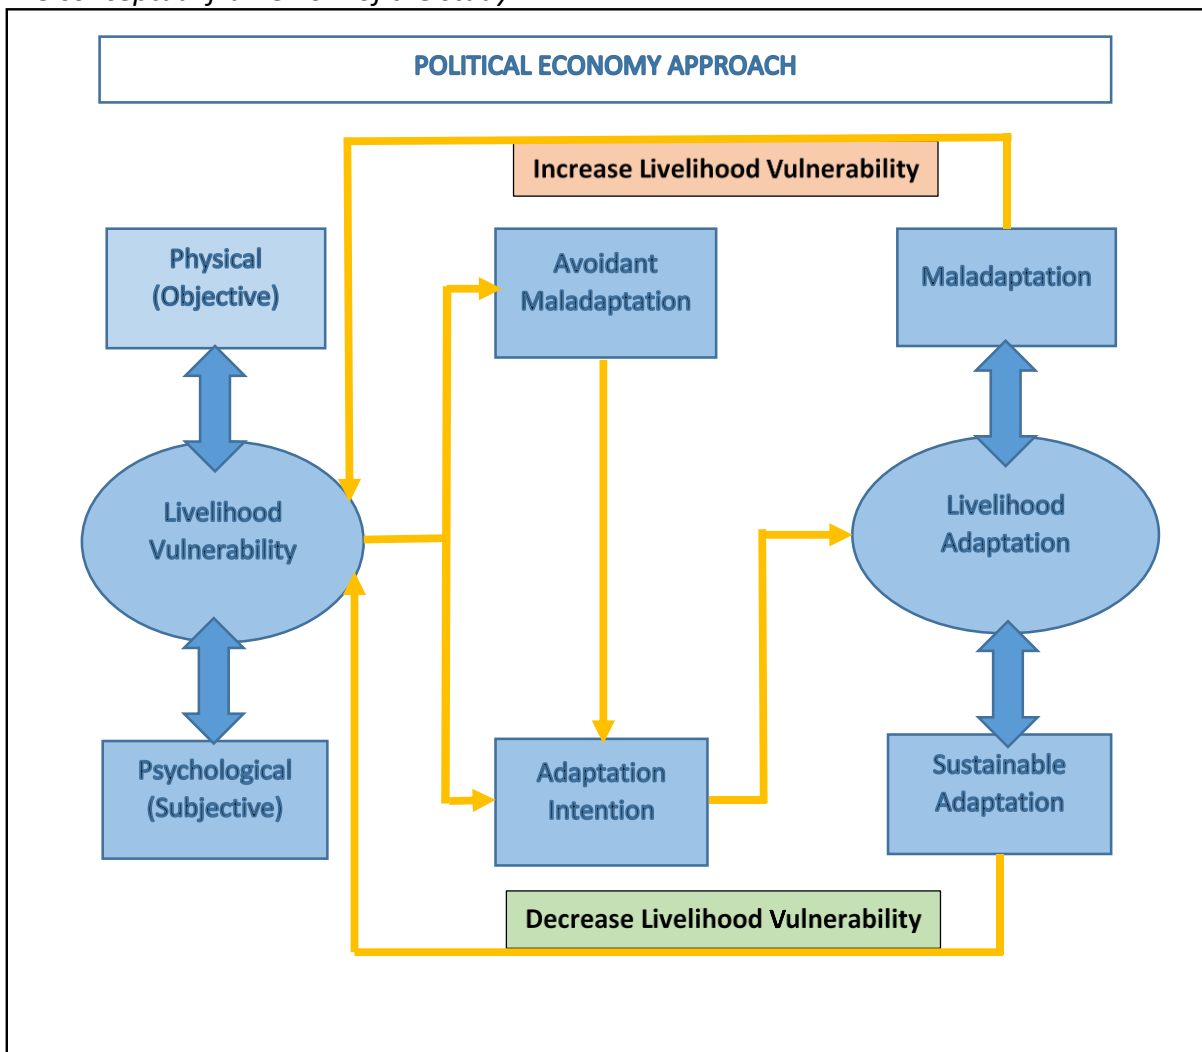 POLITICAL ECONOMY APPROACH
Increase Livelihood Vulnerability
Physical
(Objective)
Avoidant
Maladaptation
Maladaptation
Livelihood
Vulnerability
Livelihood
Adaptation
Psychological
(Subjective)
Adaptation
Intention
Sustainable
Adaptation
Decrease Livelihood Vulnerability